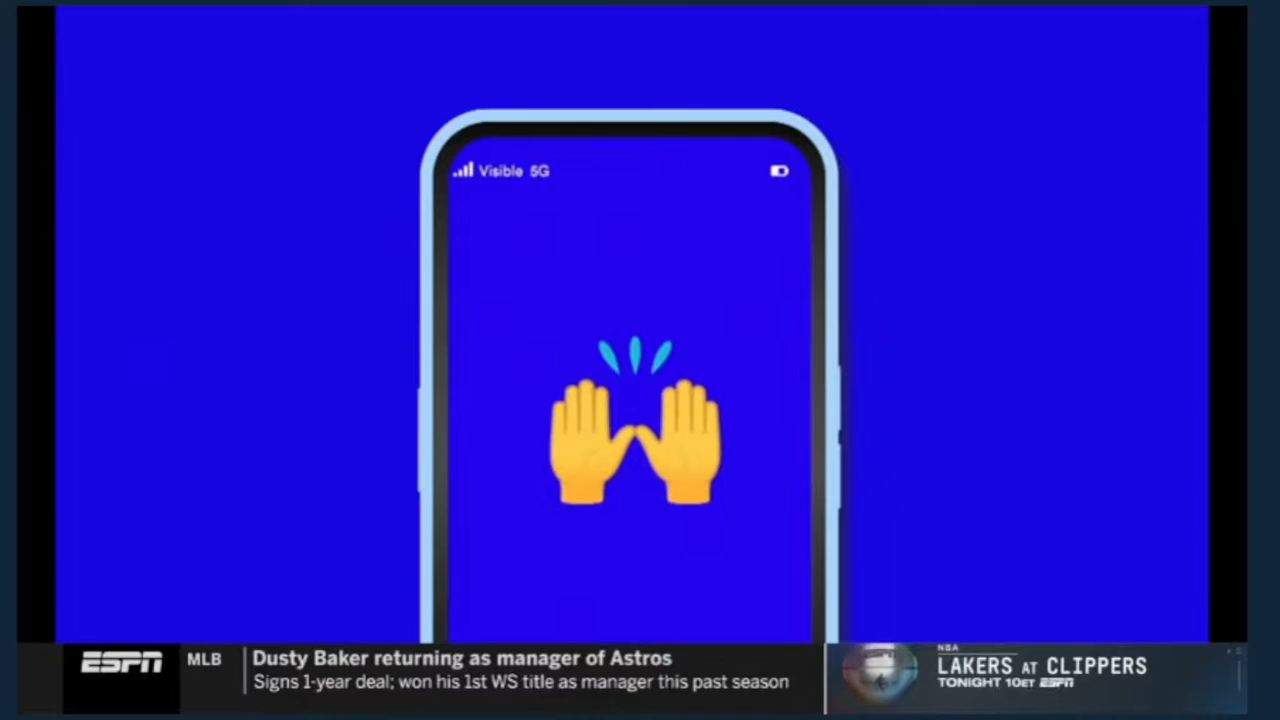 Visible 5G
ESPN
MLB
Dusty Baker returning as manager of Astros
Signs 1-year deal; won his 1st WS title as manager this past season
NBA
LAKERS AT CLIPPERS
TONIGHT 10ET ESPN